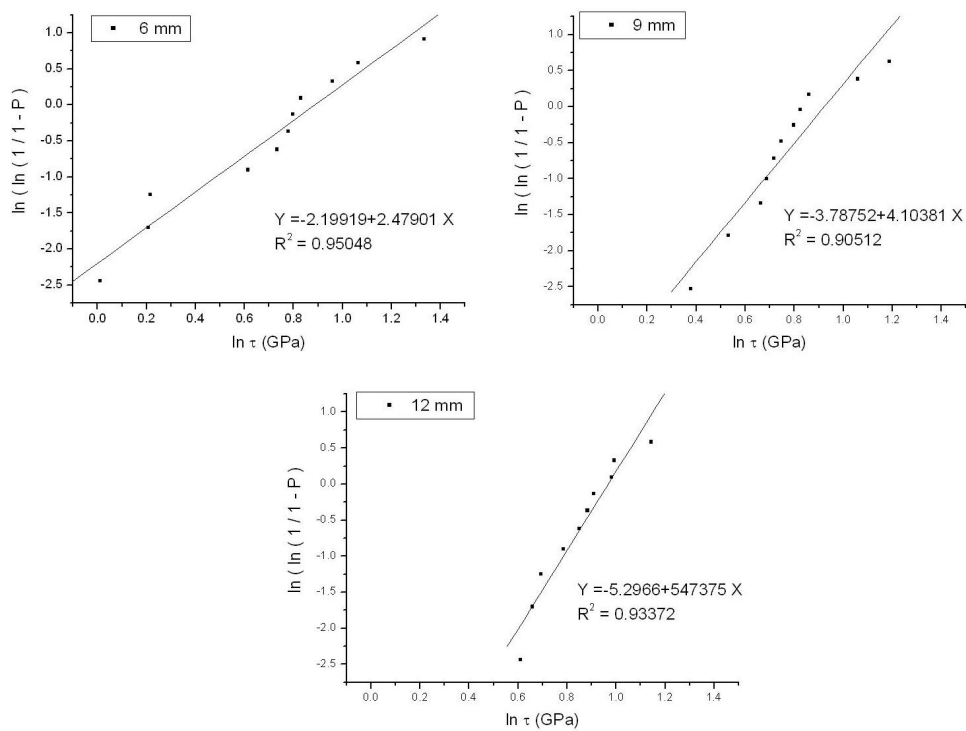 6 mm
1.0
0.5
0.0
-0.5
-1.0
-1.5
-2.0
-2.5
ln ( ln ( 1 / 1 - P )
Y =-2.19919+2.47901 X
R² = 0.95048
0.0 0.2 0.4 0.6 0.8 1.0 1.2 1.4
ln τ (GPa)
9 mm
1.0
0.5
0.0
-0.5
-1.0
-1.5
-2.0
-2.5
ln ( ln ( 1 / 1 - P )
Y =-3.78752+4.10381 X
R² = 0.90512
0.0 0.2 0.4 0.6 0.8 1.0 1.2 1.4
ln τ (GPa)
12 mm
1.0
0.5
0.0
-0.5
-1.0
-1.5
-2.0
-2.5
ln ( ln ( 1 / 1 - P )
Y =-5.2966+547375 X
R² = 0.93372
0.0 0.2 0.4 0.6 0.8 1.0 1.2 1.4
ln τ (GPa)